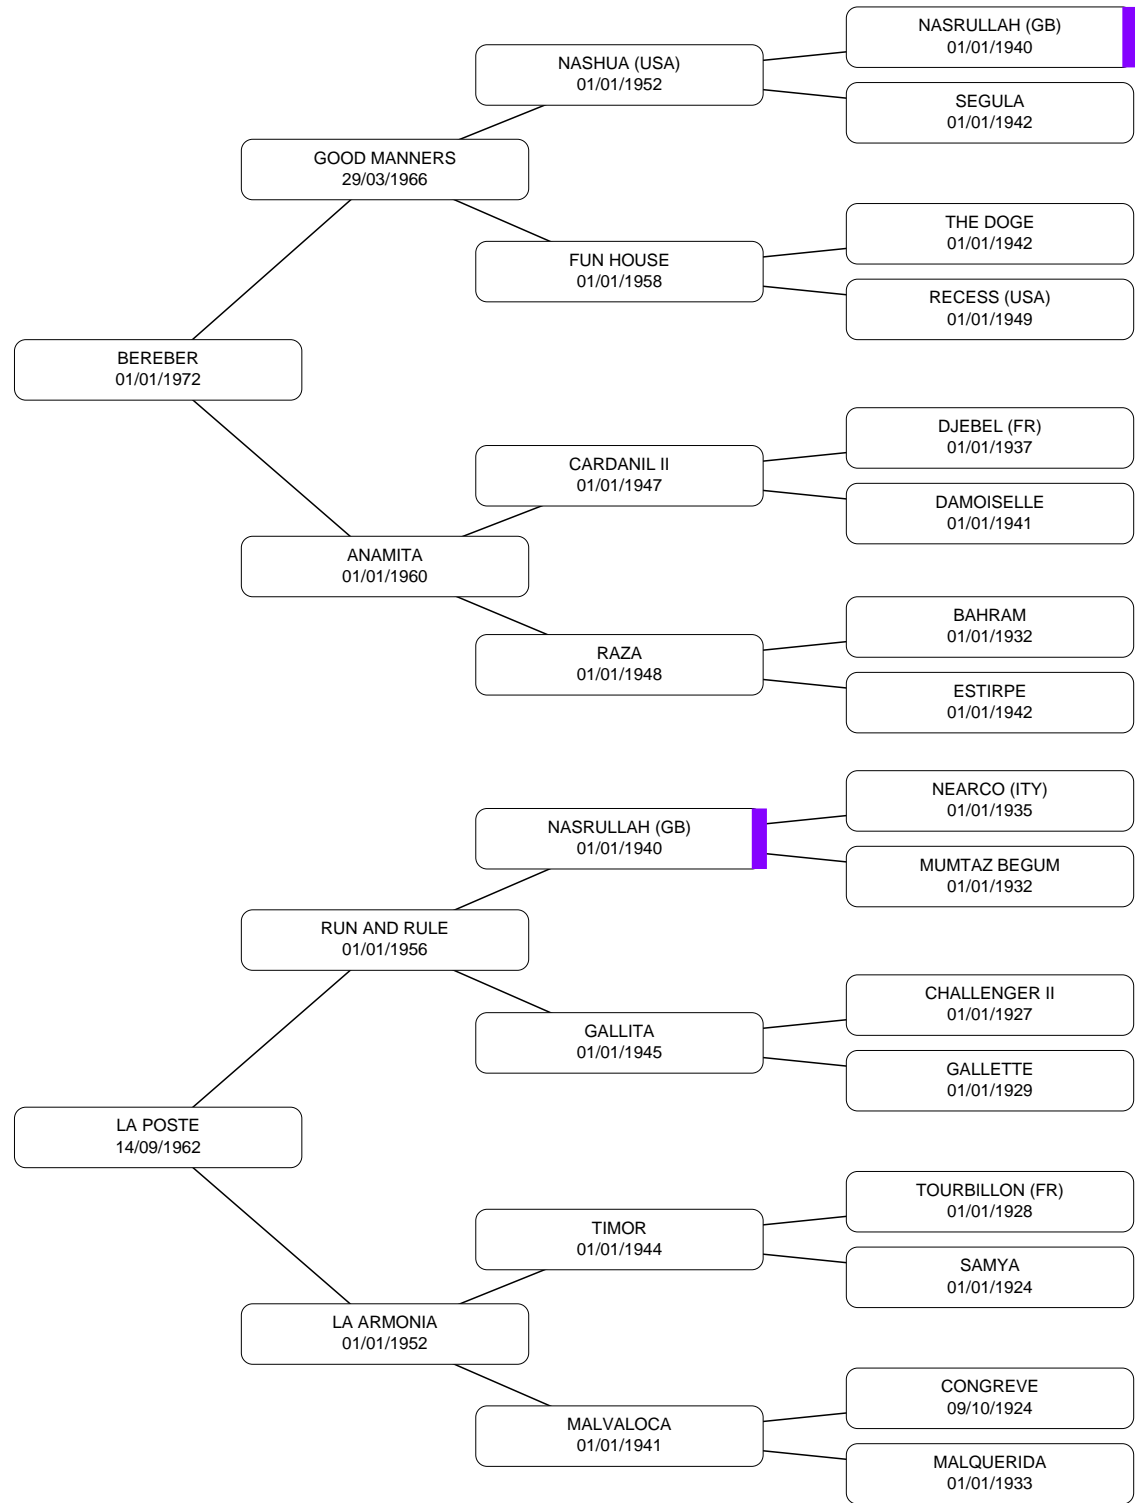 NASRULLAH (GB)
01/01/1940
NASHUA (USA)
01/01/1952
SEGULA
01/01/1942
GOOD MANNERS
29/03/1966
THE DOGE
01/01/1942
FUN HOUSE
01/01/1958
RECESS (USA)
01/01/1949
BEREBER
01/01/1972
DJEBEL (FR)
01/01/1937
CARDANIL II
01/01/1947
DAMOISELLE
01/01/1941
ANAMITA
01/01/1960
BAHRAM
01/01/1932
RAZA
01/01/1948
ESTIRPE
01/01/1942
NEARCO (ITY)
01/01/1935
NASRULLAH (GB)
01/01/1940
MUMTAZ BEGUM
01/01/1932
RUN AND RULE
01/01/1956
CHALLENGER II
01/01/1927
GALLITA
01/01/1945
GALLETTE
01/01/1929
LA POSTE
14/09/1962
TOURBILLON (FR)
01/01/1928
TIMOR
01/01/1944
SAMYA
01/01/1924
LA ARMONIA
01/01/1952
CONGREVE
09/10/1924
MALVALOCA
01/01/1941
MALQUERIDA
01/01/1933